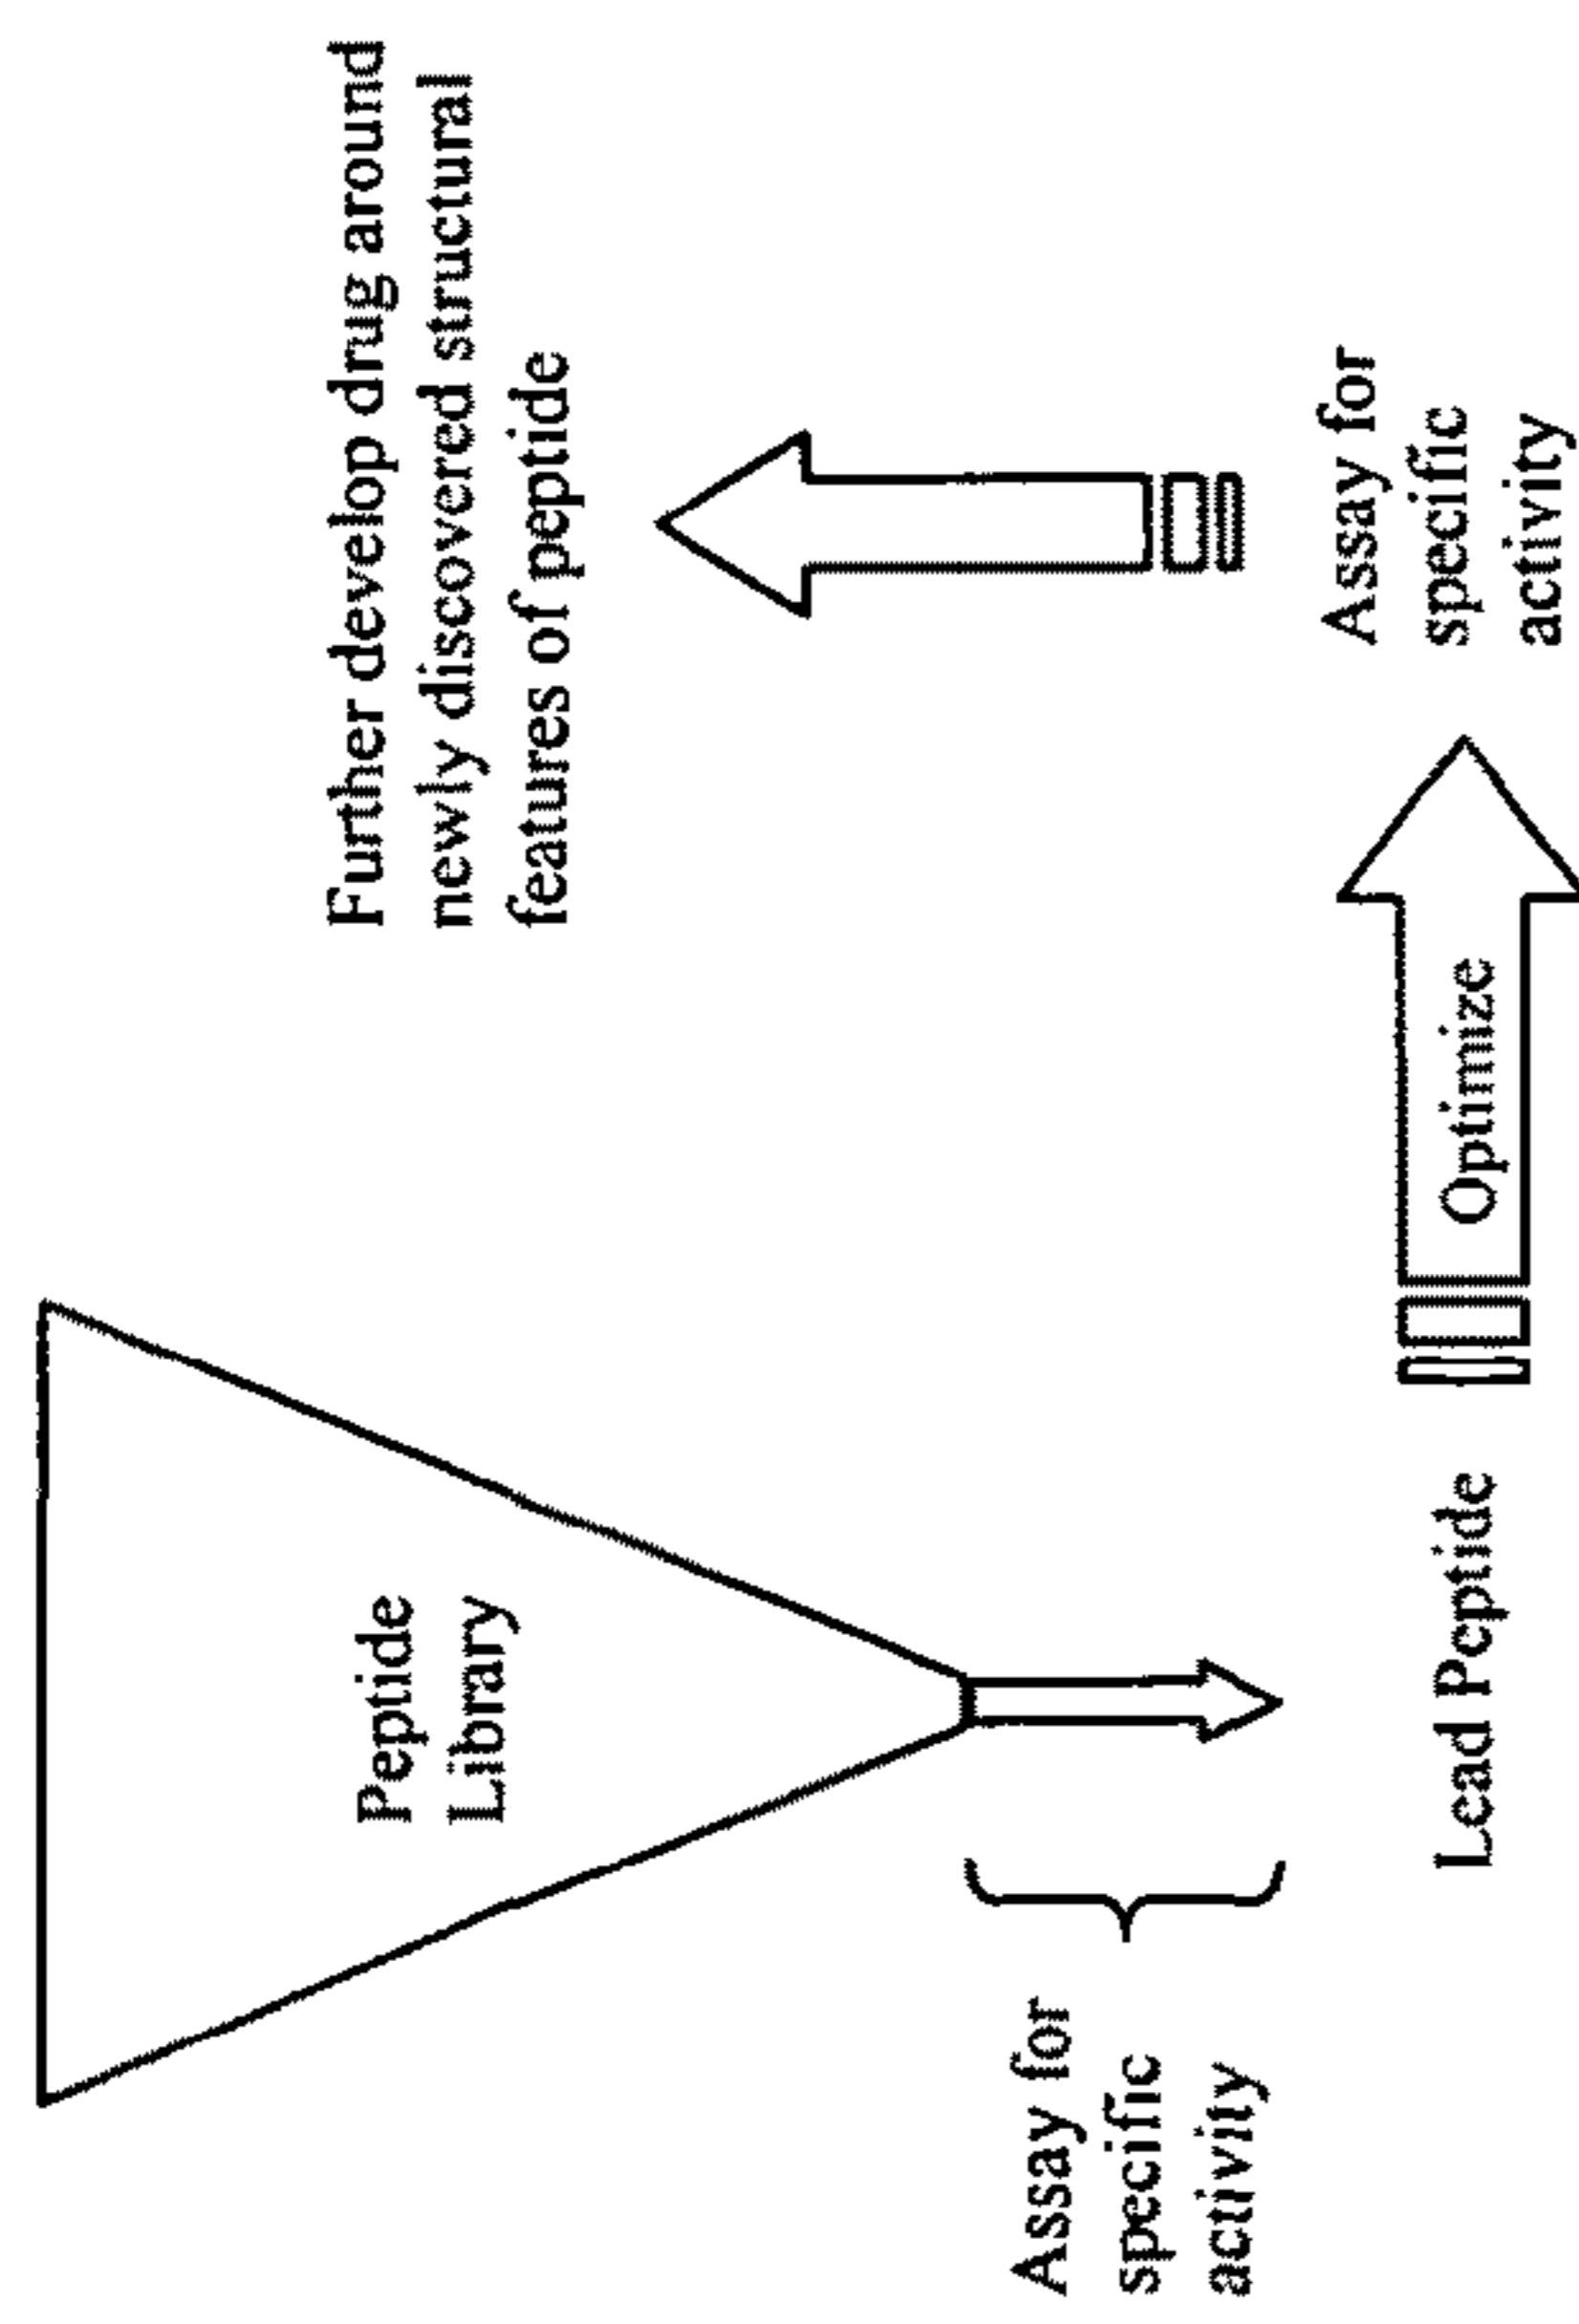 Peptide
Library
Assay for
specific
activity
Lead Peptide
Optimize
Assay for
specific
activity
Further develop drug around
newly discovered structural
features of peptide